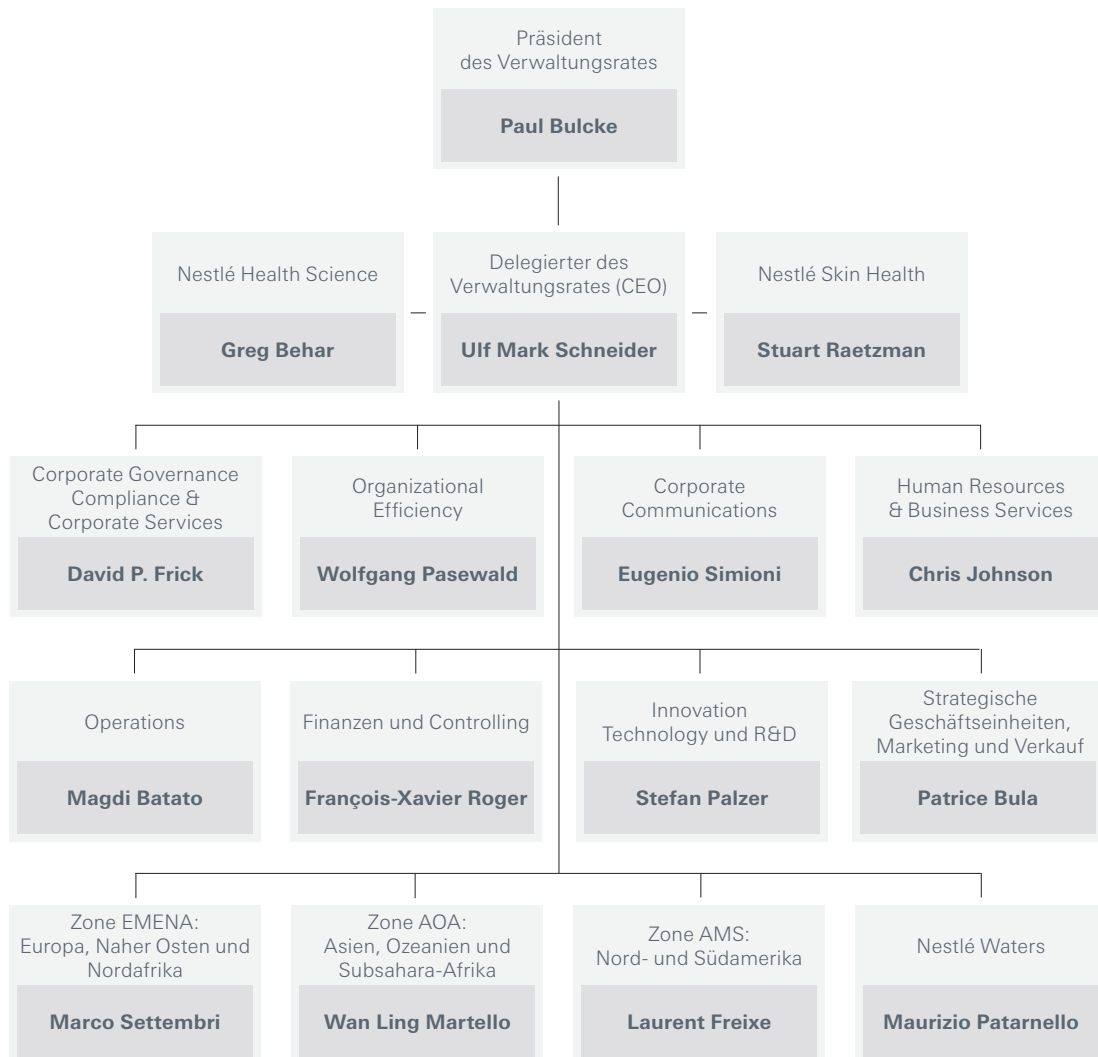 Präsident
des Verwaltungsrates
Paul Bulcke
Nestlé Health Science
Greg Behar
Delegierter des
Verwaltungsrates (CEO)
Ulf Mark Schneider
Nestlé Skin Health
Stuart Raetzman
Corporate Governance
Compliance &
Corporate Services
David P. Frick
Organizational
Efficiency
Wolfgang Pasewald
Corporate
Communications
Eugenio Simioni
Human Resources
& Business Services
Chris Johnson
Operations
Magdi Batato
Finanzen und Controlling
François-Xavier Roger
Innovation
Technology und R&D
Stefan Palzer
Strategische
Geschäftseinheiten,
Marketing und Verkauf
Patrice Bula
Zone EMENA:
Europa, Naher Osten und
Nordafrika
Marco Settembri
Zone AOA:
Asien, Ozeanien und
Subsahara-Afrika
Wan Ling Martello
Zone AMS:
Nord- und Südamerika
Laurent Freixe
Nestlé Waters
Maurizio Patarnello